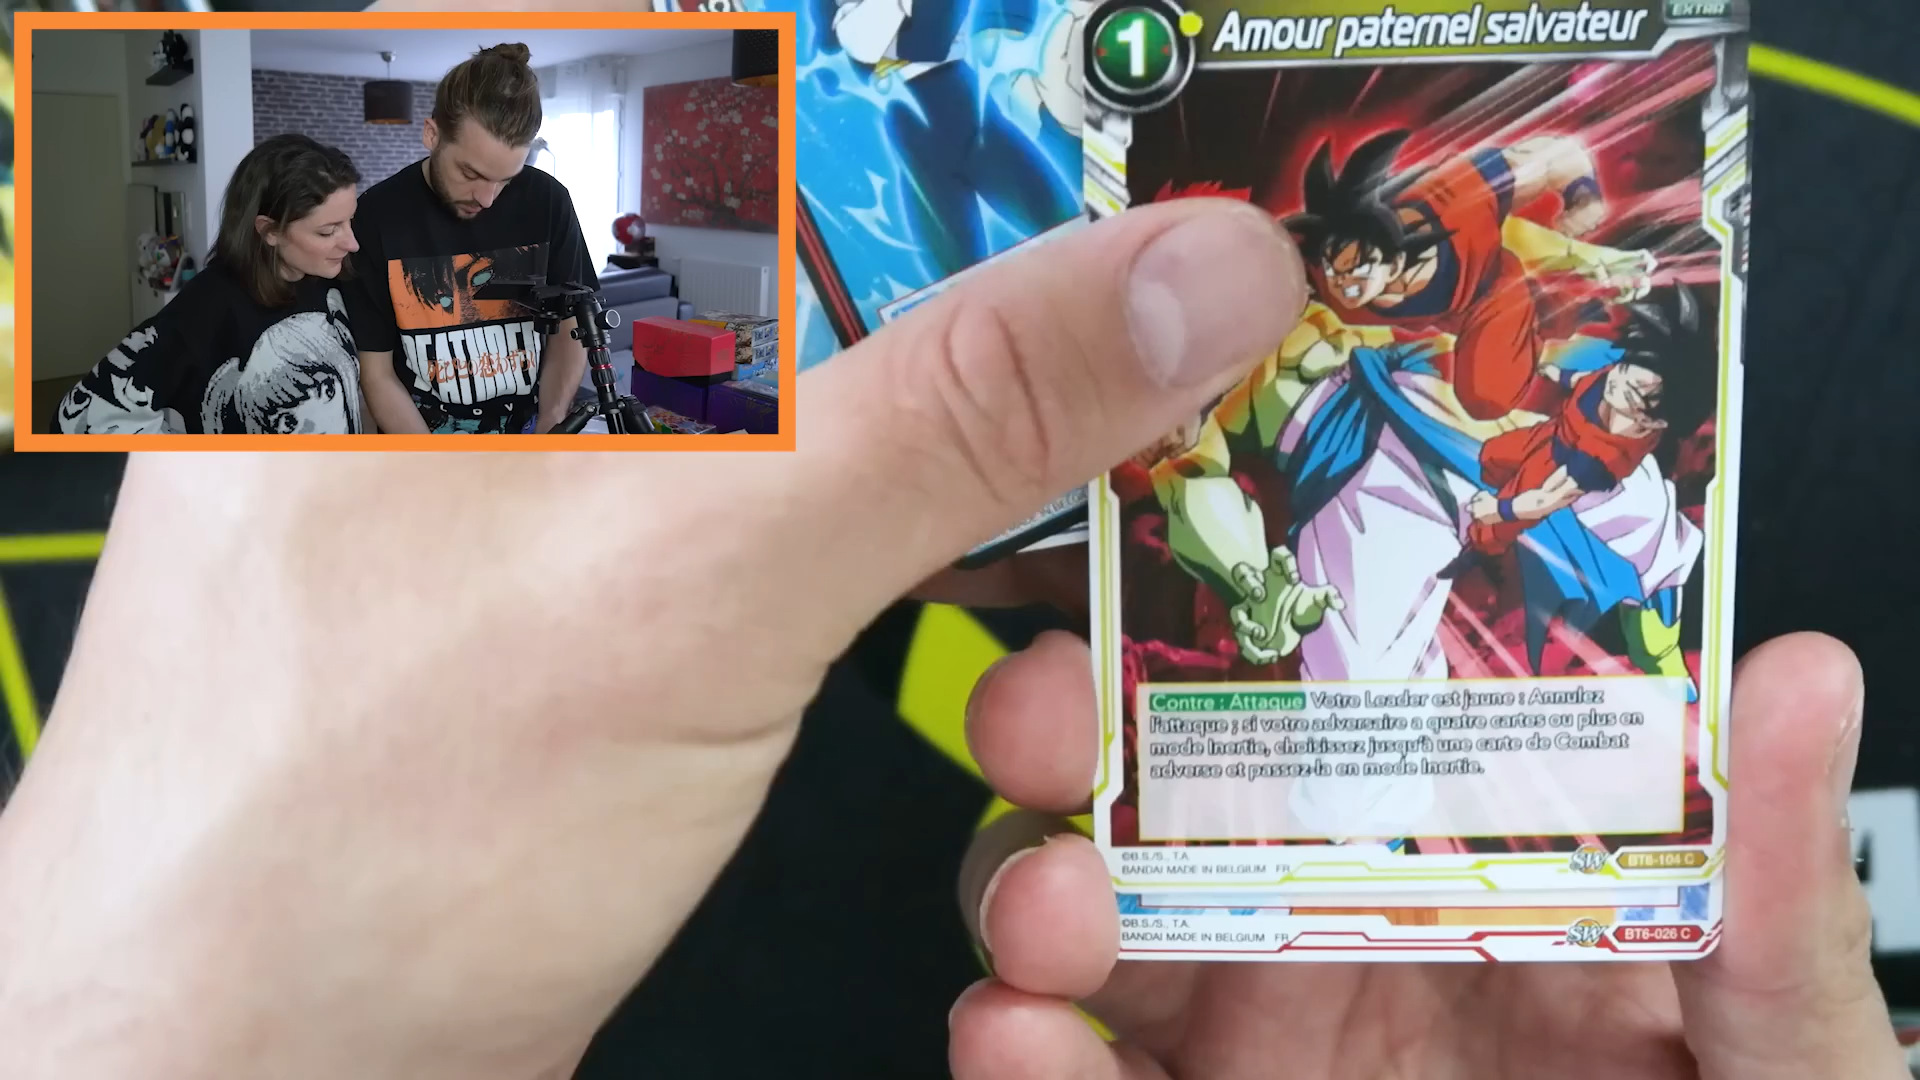 1
Amour paternel salvateur
EXTRA
Contre : Attaque Votre Leader est jaune : Annulez
l'attaque ; si votre adversaire a quatre cartes ou plus en
mode Inertie, choisissez jusqu'à une carte de Combat
adverse et passez-la en mode Inertie.
©B.S./S., T.A.
BANDAI MADE IN BELGIUM FR
SW
BT6-104 C
©B.S./S., T.A.
BANDAI MADE IN BELGIUM FR
SW
BT6-026 C